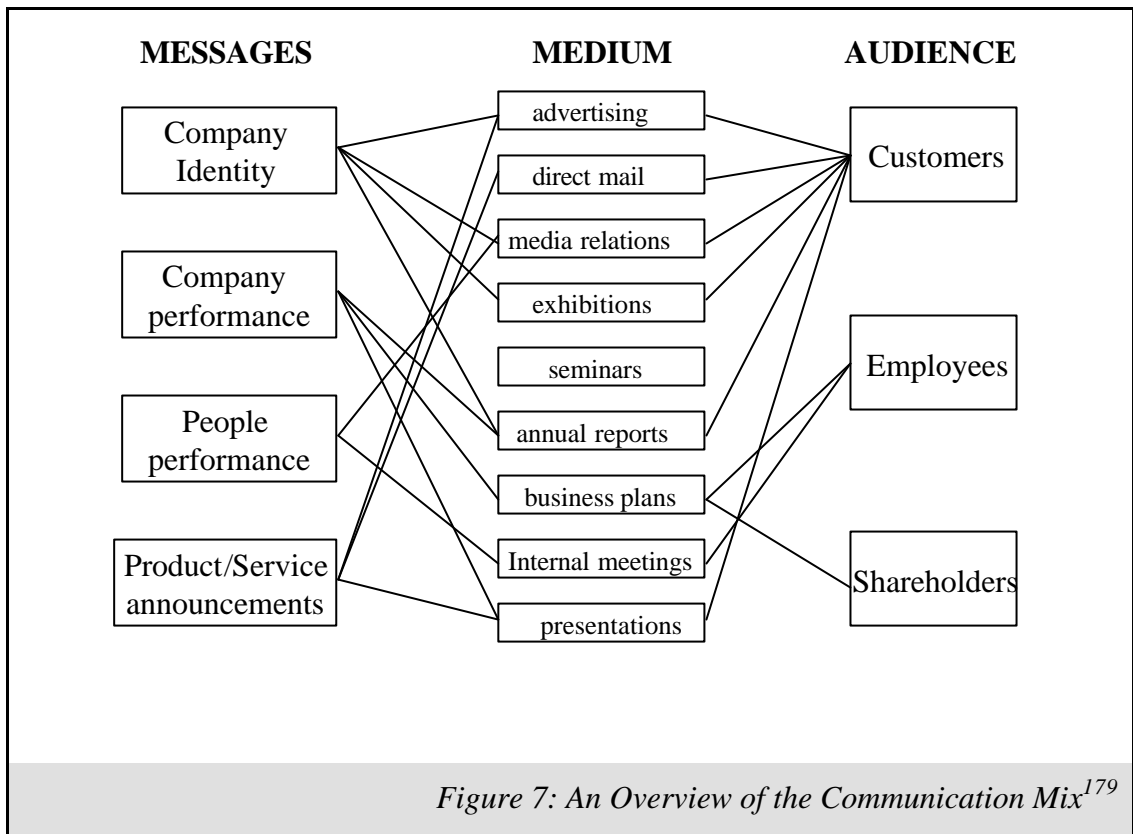 MESSAGES
MEDIUM
AUDIENCE
Company
Identity
Company
performance
People
performance
Product/Service
announcements
advertising
direct mail
media relations
exhibitions
seminars
annual reports
business plans
Internal meetings
presentations
Customers
Employees
Shareholders
Figure 7: An Overview of the Communication Mix179